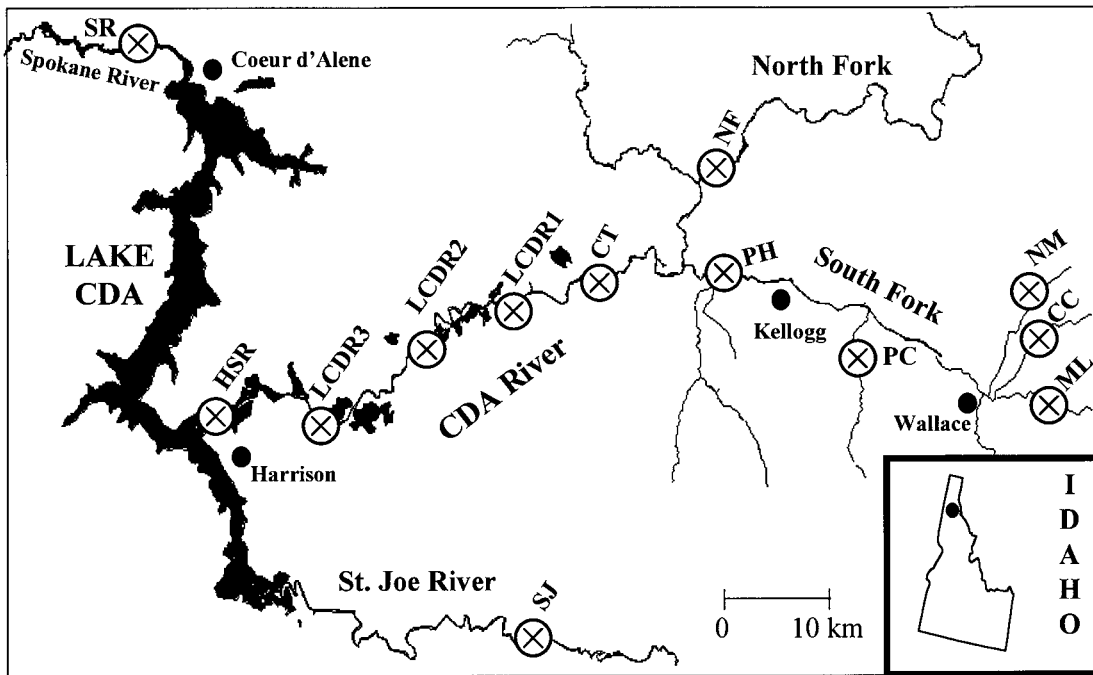 SR
Spokane River
Coeur d'Alene
North Fork
NF
LAKE
CDA
LCDR1
CT
LCDR2
PH
South Fork
NM
CC
Kellogg
PC
ML
HSR
LCDR3
CDA River
Wallace
Harrison
St. Joe River
SJ
0 10 km
I
D
A
H
O